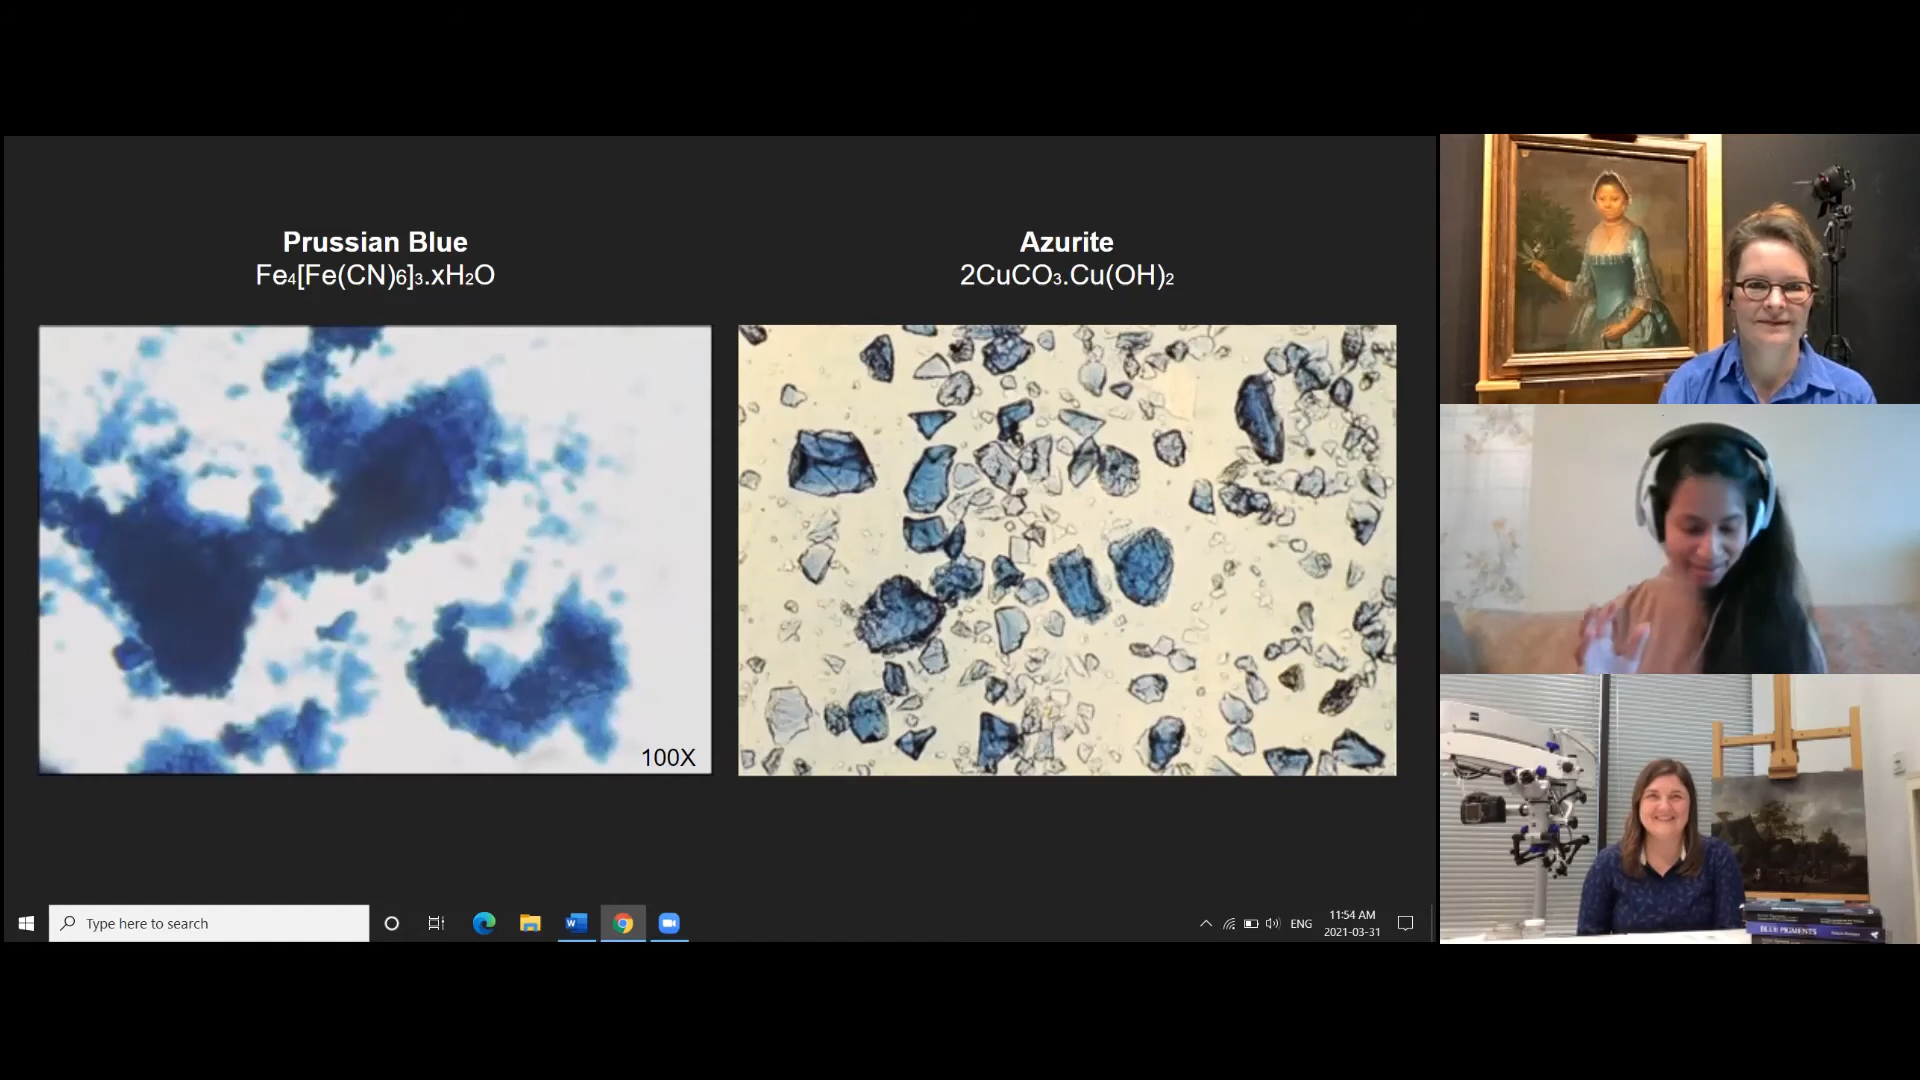 Prussian Blue
Fe₄[Fe(CN)₆]₃.xH₂O
Azurite
2CuCO₃.Cu(OH)₂
100X
Type here to search
ENG
11:54 AM
2021-03-31
BLUE PIGMENTS